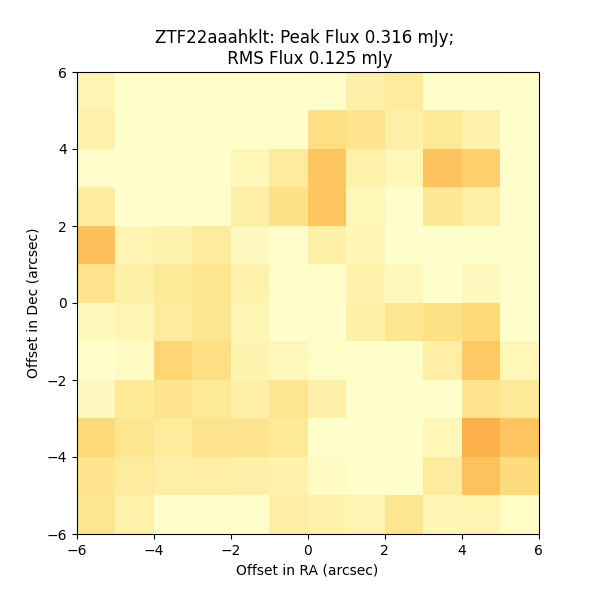 ZTF22aaahklt: Peak Flux 0.316 mJy;
RMS Flux 0.125 mJy
6
4
2
0
−2
−4
−6
Offset in Dec (arcsec)
−6 −4 −2 0 2 4 6
Offset in RA (arcsec)